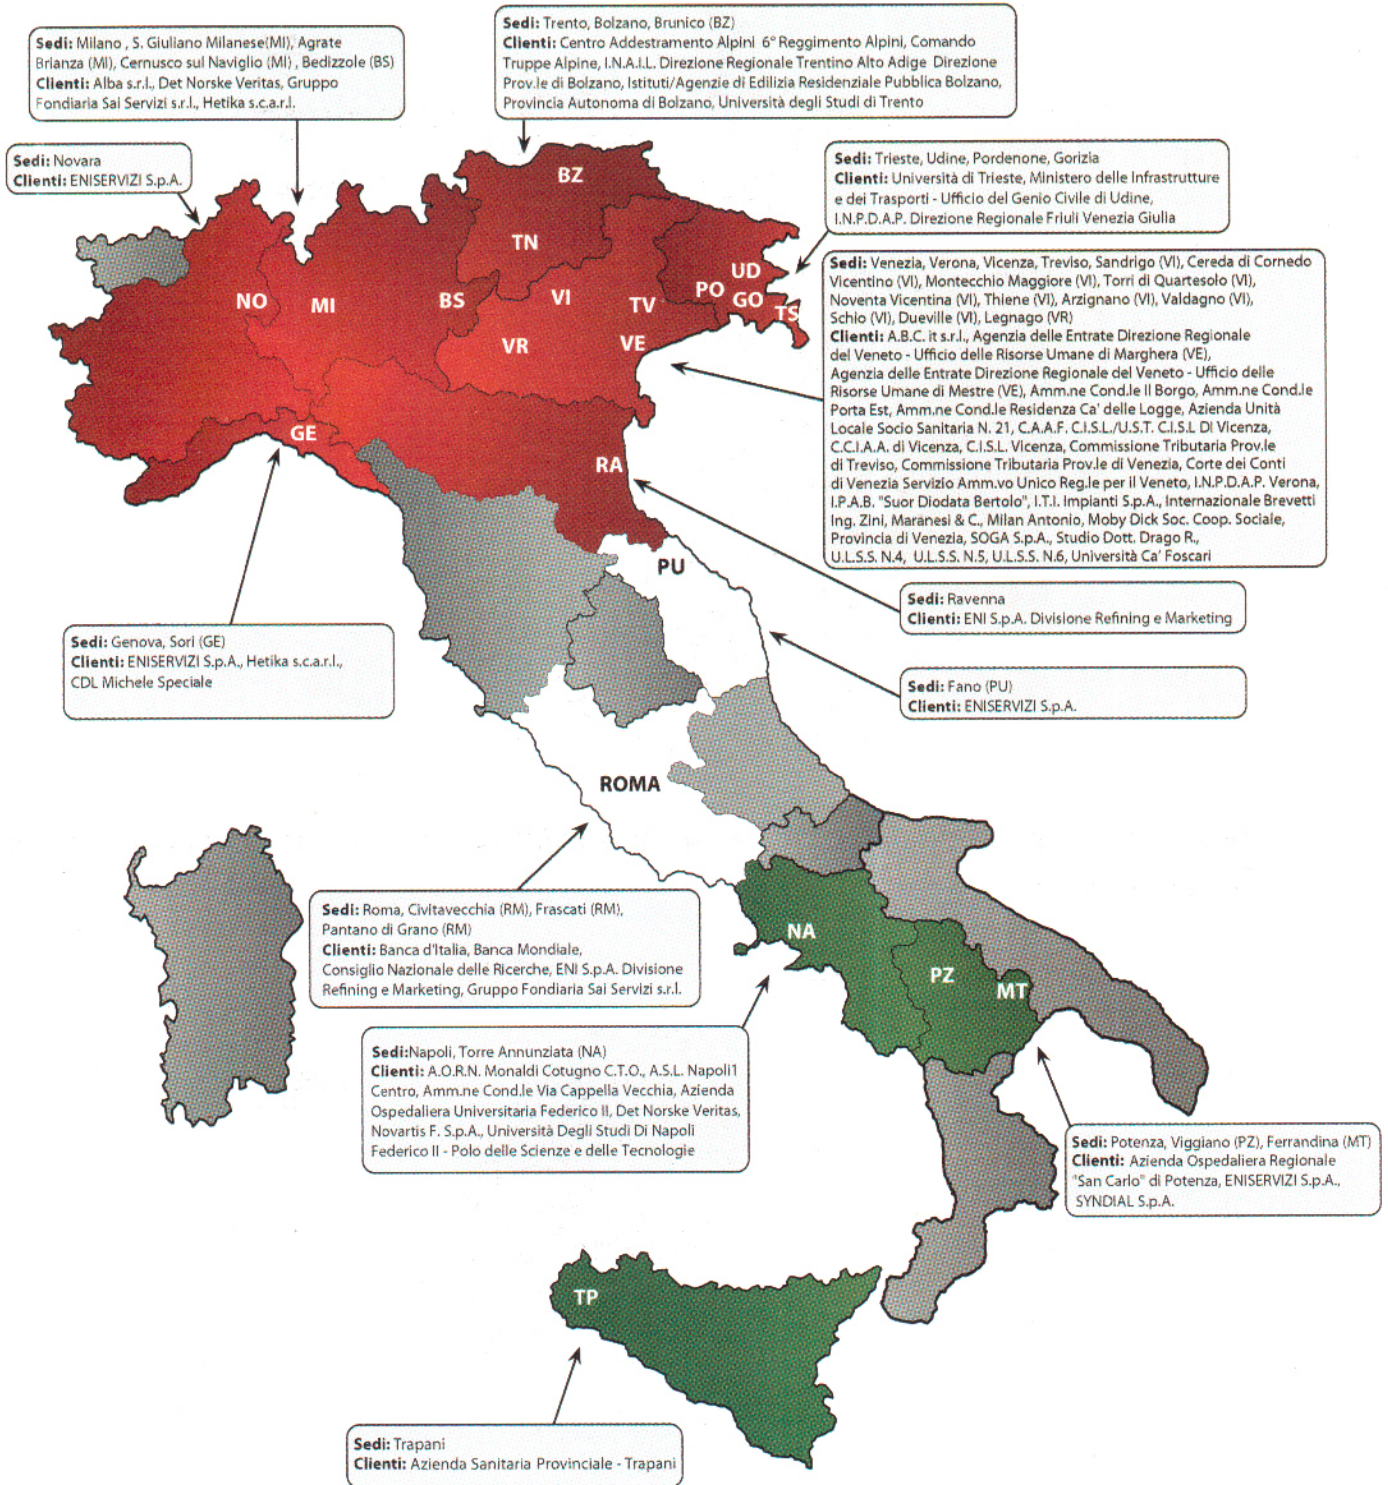 Sedi: Milano , S. Giuliano Milanese(MI), Agrate
Brianza (MI), Cernusco sul Naviglio (MI) , Bedizzole (BS)
Clienti: Alba s.r.l., Det Norske Veritas, Gruppo
Fondiaria Sai Servizi s.r.l., Hetika s.c.a.r.l.
Sedi: Trento, Bolzano, Brunico (BZ)
Clienti: Centro Addestramento Alpini 6° Reggimento Alpini, Comando
Truppe Alpine, I.N.A.I.L. Direzione Regionale Trentino Alto Adige Direzione
Prov.le di Bolzano, Istituti/Agenzie di Edilizia Residenziale Pubblica Bolzano,
Provincia Autonoma di Bolzano, Università degli Studi di Trento
Sedi: Novara
Clienti: ENISERVIZI S.p.A.
Sedi: Trieste, Udine, Pordenone, Gorizia
Clienti: Università di Trieste, Ministero delle Infrastrutture
e dei Trasporti - Ufficio del Genio Civile di Udine,
I.N.P.D.A.P. Direzione Regionale Friuli Venezia Giulia
Sedi: Venezia, Verona, Vicenza, Treviso, Sandrigo (VI), Cereda di Cornedo
Vicentino (VI), Montecchio Maggiore (VI), Torri di Quartesolo (VI),
Noventa Vicentina (VI), Thiene (VI), Arzignano (VI), Valdagno (VI),
Schio (VI), Dueville (VI), Legnago (VR)
Clienti: A.B.C. it s.r.l., Agenzia delle Entrate Direzione Regionale
del Veneto - Ufficio delle Risorse Umane di Marghera (VE),
Agenzia delle Entrate Direzione Regionale del Veneto - Ufficio delle
Risorse Umane di Mestre (VE), Amm.ne Cond.le Il Borgo, Amm.ne Cond.le
Porta Est, Amm.ne Cond.le Residenza Ca' delle Logge, Azienda Unità
Locale Socio Sanitaria N. 21, C.A.A.F. C.I.S.L./U.S.T. C.I.S.L DI Vicenza,
C.C.I.A.A. di Vicenza, C.I.S.L. Vicenza, Commissione Tributaria Prov.le
di Treviso, Commissione Tributaria Prov.le di Venezia, Corte dei Conti
di Venezia Servizio Amm.vo Unico Reg.le per il Veneto, I.N.P.D.A.P. Verona,
I.P.A.B. "Suor Diodata Bertolo", I.T.I. Impianti S.p.A., Internazionale Brevetti
Ing. Zini, Maranesi & C., Milan Antonio, Moby Dick Soc. Coop. Sociale,
Provincia di Venezia, SOGA S.p.A., Studio Dott. Drago R.,
U.L.S.S. N.4, U.L.S.S. N.5, U.L.S.S. N.6, Università Ca' Foscari
BZ
TN
UD
PO
GO
TS
NO
MI
BS
VI
TV
VR
VE
GE
RA
PU
Sedi: Ravenna
Clienti: ENI S.p.A. Divisione Refining e Marketing
Sedi: Genova, Sori (GE)
Clienti: ENISERVIZI S.p.A., Hetika s.c.a.r.l.,
CDL Michele Speciale
Sedi: Fano (PU)
Clienti: ENISERVIZI S.p.A.
ROMA
Sedi: Roma, Civitavecchia (RM), Frascati (RM),
Pantano di Grano (RM)
Clienti: Banca d'Italia, Banca Mondiale,
Consiglio Nazionale delle Ricerche, ENI S.p.A. Divisione
Refining e Marketing, Gruppo Fondiaria Sai Servizi s.r.l.
NA
PZ
MT
Sedi:Napoli, Torre Annunziata (NA)
Clienti: A.O.R.N. Monaldi Cotugno C.T.O., A.S.L. Napoli1
Centro, Amm.ne Cond.le Via Cappella Vecchia, Azienda
Ospedaliera Universitaria Federico II, Det Norske Veritas,
Novartis F. S.p.A., Università Degli Studi Di Napoli
Federico II - Polo delle Scienze e delle Tecnologie
Sedi: Potenza, Viggiano (PZ), Ferrandina (MT)
Clienti: Azienda Ospedaliera Regionale
"San Carlo" di Potenza, ENISERVIZI S.p.A.,
SYNDIAL S.p.A.
TP
Sedi: Trapani
Clienti: Azienda Sanitaria Provinciale - Trapani